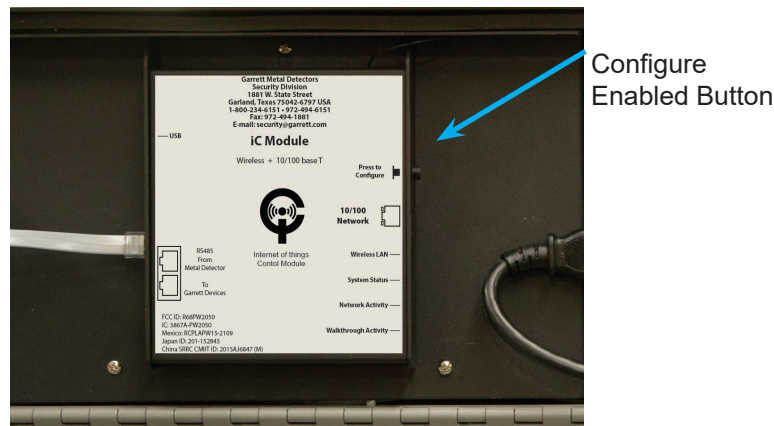 Garrett Metal Detectors
Security Division
1881 W. State Street
Garland, Texas 75042-6797 USA
1-800-234-6151 • 972-494-6151
Fax: 972-494-1881
E-mail: security@garrett.com
USB
iC Module
Wireless + 10/100 base T
Press to
Configure
10/100
Network
Internet of things
Contol Module
RS485
From
Metal Detector
To
Garrett Devices
Wireless LAN
System Status
Network Activity
Walkthrough Activity
FCC ID: R68PW2050
IC: 3867A-PW2050
Mexico: RCPLAPW15-2109
Japan ID: 201-152843
China SRRC CMIIT ID: 2015AJ6847 (M)
Configure
Enabled Button